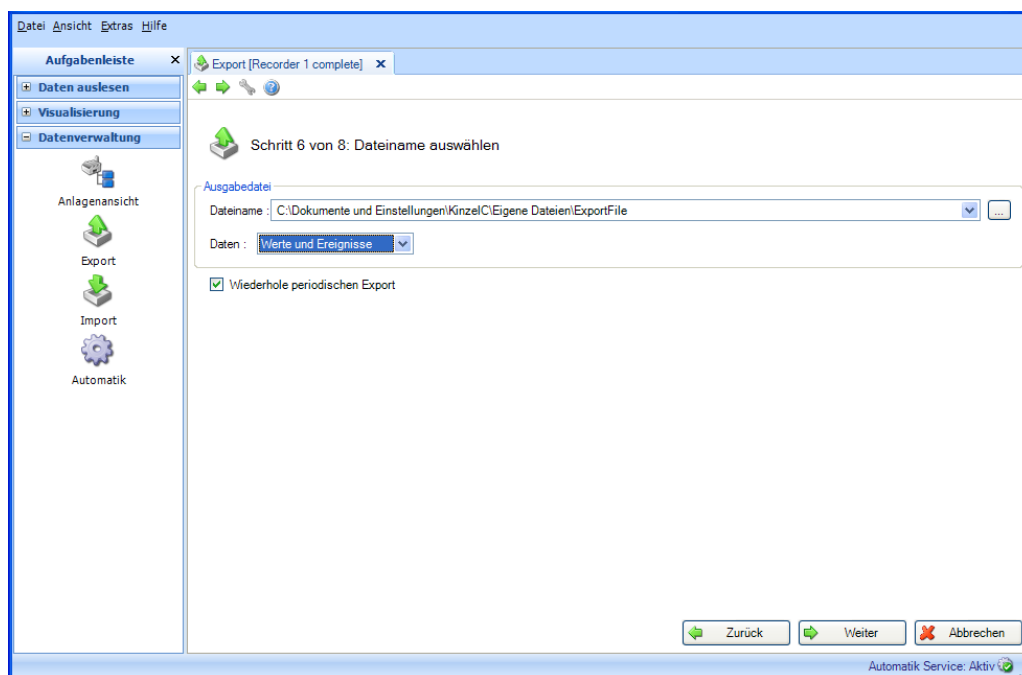 Datei Ansicht Extras Hilfe
Aufgabenleiste
Daten auslesen
Visualisierung
Datenverwaltung
Anlagenansicht
Export
Import
Automatik
Export [Recorder 1 complete]
Schritt 6 von 8: Dateiname auswählen
Ausgabedatei
Dateiname : C:\Dokumente und Einstellungen\KinzelC\Eigene Dateien\ExportFile ...
Daten : Werte und Ereignisse
Wiederhole periodischen Export
Zurück Weiter Abbrechen
Automatik Service: Aktiv